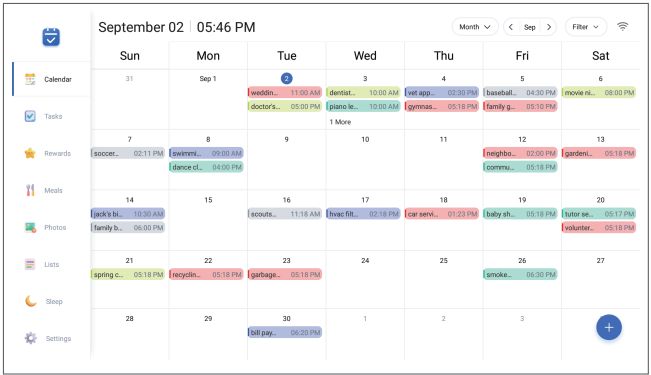 September 02 05:46 PM
Month
Sep
Filter
Sun Mon Tue Wed Thu Fri Sat
Calendar
Tasks
Rewards
Meals
Photos
Lists
Sleep
Settings
31 Sep 1 2 3 4 5 6
weddin... 11:00 AM dentist... 10:00 AM vet app... 02:30 PM baseball... 04:30 PM movie ni... 08:00 PM
doctor's... 05:00 PM piano le... 10:00 AM gymnas... 05:18 PM family g... 05:10 PM
1 More
7 8 9 10 11 12 13
soccer... 02:11 PM swimmi... 09:00 AM neighbo... 02:00 PM gardeni... 05:18 PM
dance cl... 04:00 PM commu... 05:18 PM
14 15 16 17 18 19 20
jack's bi... 10:30 AM scouts... 11:18 AM hvac filt... 02:18 PM car servi... 01:23 PM baby sh... 05:18 PM tutor se... 05:17 PM
family b... 06:00 PM volunter... 05:18 PM
21 22 23 24 25 26 27
spring c... 05:18 PM recyclin... 05:18 PM garbage... 05:18 PM smoke... 06:30 PM
28 29 30 1 2 3
bill pay... 06:20 PM
+